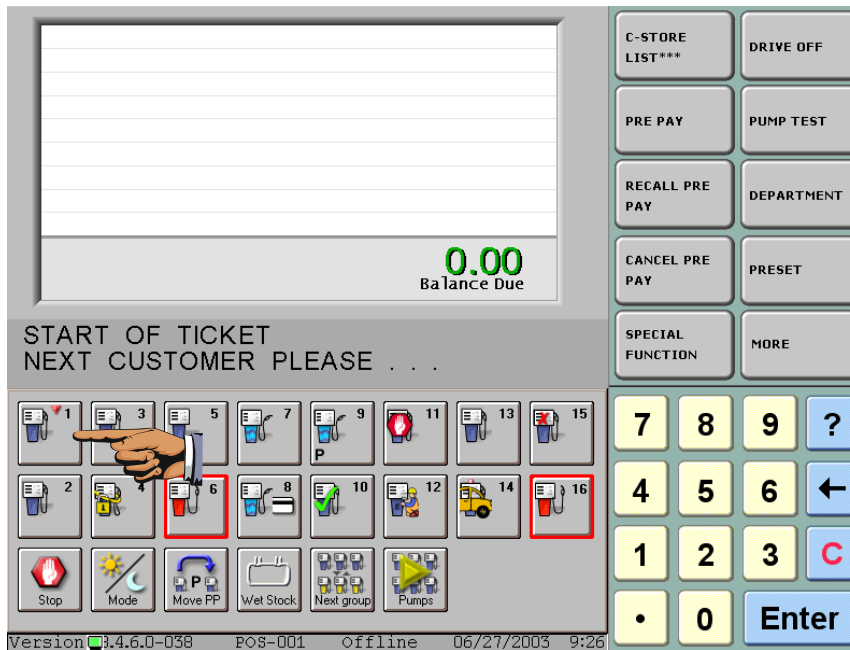 0.00
Balance Due
START OF TICKET
NEXT CUSTOMER PLEASE . . .
C-STORE
LIST***
DRIVE OFF
PRE PAY
PUMP TEST
RECALL PRE
PAY
DEPARTMENT
CANCEL PRE
PAY
PRESET
SPECIAL
FUNCTION
MORE
1 3 5 7 9 11 13 15
P
2 4 6 8 10 12 14 16
Stop Mode P Move PP Wet Stock Next group Pumps
7 8 9 ?
4 5 6 ←
1 2 3 C
• 0 Enter
Version 3.4.6.0-038 POS-001 Offline 06/27/2003 9:26